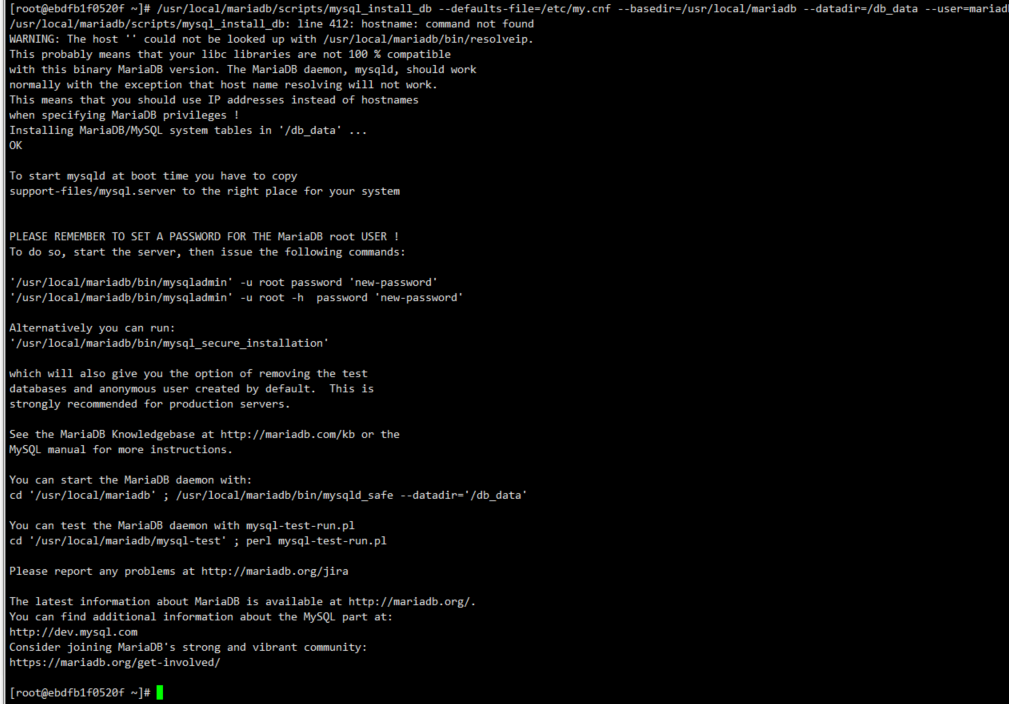 [root@ebdfb1f0520f ~]# /usr/local/mariadb/scripts/mysql_install_db --defaults-file=/etc/my.cnf --basedir=/usr/local/mariadb --datadir=/db_data --user=mariad
/usr/local/mariadb/scripts/mysql_install_db: line 412: hostname: command not found
WARNING: The host '' could not be looked up with /usr/local/mariadb/bin/resolveip.
This probably means that your libc libraries are not 100 % compatible
with this binary MariaDB version. The MariaDB daemon, mysqld, should work
normally with the exception that host name resolving will not work.
This means that you should use IP addresses instead of hostnames
when specifying MariaDB privileges !
Installing MariaDB/MySQL system tables in '/db_data' ...
OK
To start mysqld at boot time you have to copy
support-files/mysql.server to the right place for your system
PLEASE REMEMBER TO SET A PASSWORD FOR THE MariaDB root USER !
To do so, start the server, then issue the following commands:
'/usr/local/mariadb/bin/mysqladmin' -u root password 'new-password'
'/usr/local/mariadb/bin/mysqladmin' -u root -h  password 'new-password'
Alternatively you can run:
'/usr/local/mariadb/bin/mysql_secure_installation'
which will also give you the option of removing the test
databases and anonymous user created by default.  This is
strongly recommended for production servers.
See the MariaDB Knowledgebase at http://mariadb.com/kb or the
MySQL manual for more instructions.
You can start the MariaDB daemon with:
cd '/usr/local/mariadb' ; /usr/local/mariadb/bin/mysqld_safe --datadir='/db_data'
You can test the MariaDB daemon with mysql-test-run.pl
cd '/usr/local/mariadb/mysql-test' ; perl mysql-test-run.pl
Please report any problems at http://mariadb.org/jira
The latest information about MariaDB is available at http://mariadb.org/.
You can find additional information about the MySQL part at:
http://dev.mysql.com
Consider joining MariaDB's strong and vibrant community:
https://mariadb.org/get-involved/
[root@ebdfb1f0520f ~]#